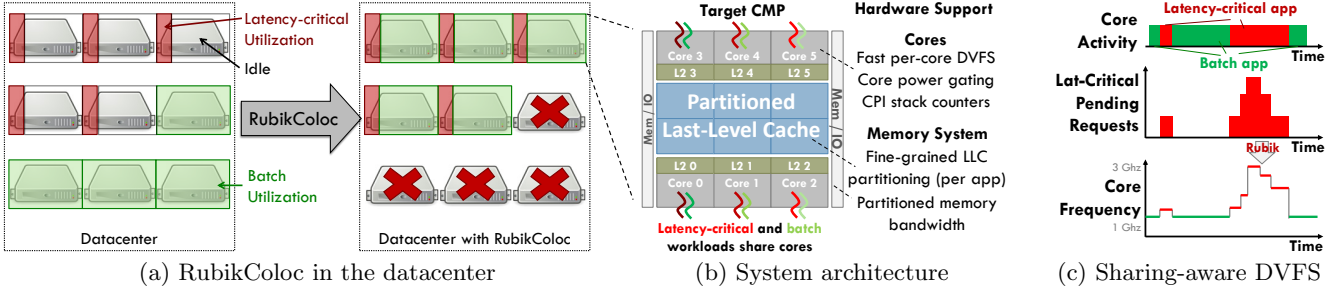 Latency-critical
Utilization
Idle
Batch
Utilization
Datacenter
RubikColoc
Datacenter with RubikColoc
(a) RubikColoc in the datacenter
Target CMP
Core 3 Core 4 Core 5
L2 3 L2 4 L2 5
Mem / IO
Partitioned
Last-Level Cache
Mem / IO
L2 0 L2 1 L2 2
Core 0 Core 1 Core 2
Latency-critical and batch
workloads share cores
Hardware Support
Cores
Fast per-core DVFS
Core power gating
CPI stack counters
Memory System
Fine-grained LLC
partitioning (per app)
Partitioned memory
bandwidth
(b) System architecture
Latency-critical app
Core
Activity
Batch app
Time
Lat-Critical
Pending
Requests
Time
Rubik
3 Ghz
Core
Frequency
1 Ghz
Time
(c) Sharing-aware DVFS